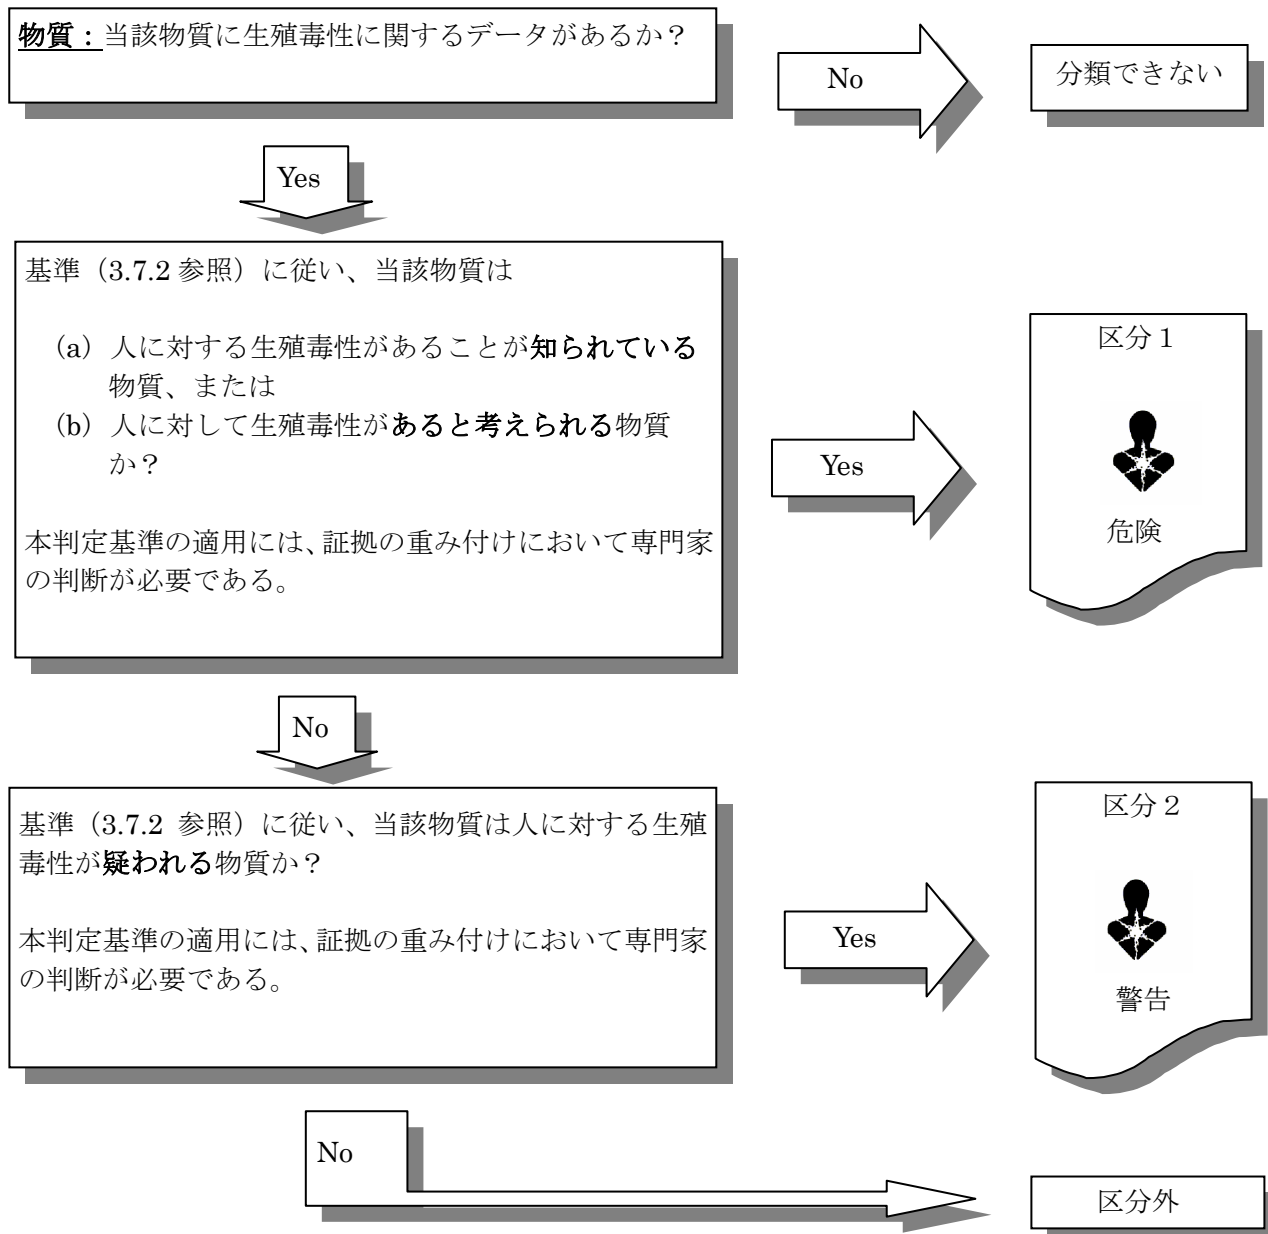 物質：当該物質に生殖毒性に関するデータがあるか？
No
分類できない
Yes
基準（3.7.2 参照）に従い、当該物質は
(a) 人に対する生殖毒性があることが知られている
物質、または
(b) 人に対して生殖毒性があると考えられる物質
か？
本判定基準の適用には、証拠の重み付けにおいて専門家
の判断が必要である。
Yes
区分１
危険
No
基準（3.7.2 参照）に従い、当該物質は人に対する生殖
毒性が疑われる物質か？
本判定基準の適用には、証拠の重み付けにおいて専門家
の判断が必要である。
Yes
区分２
警告
No
区分外